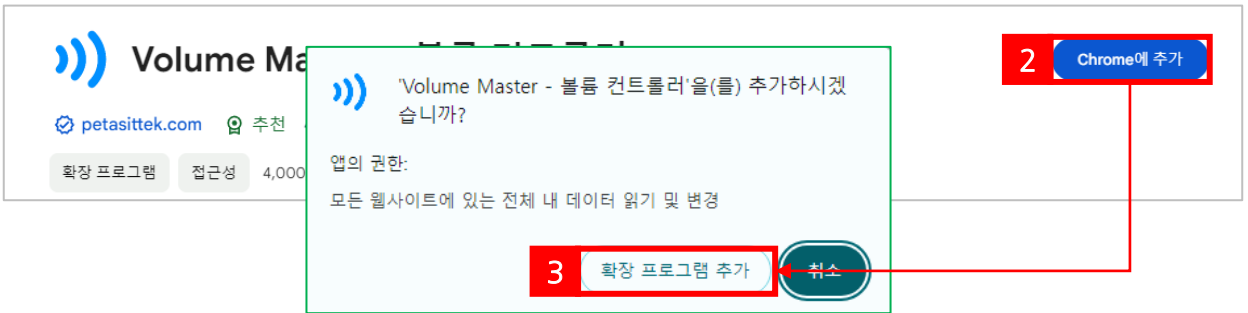 Volume Ma
2
Chrome에 추가
petasittek.com
추천
확장 프로그램
접근성
4,000
'Volume Master - 볼륨 컨트롤러'을(를) 추가하시겠
습니까?
앱의 권한:
모든 웹사이트에 있는 전체 내 데이터 읽기 및 변경
3
확장 프로그램 추가
취소